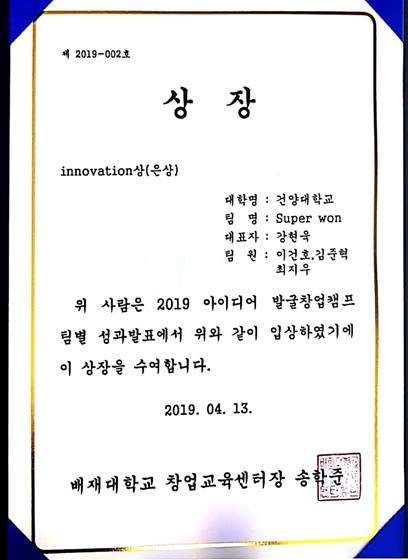 제 2019-002호
상 장
innovation상(은상)
대학명 : 건양대학교
팀 명 : Super won
대표자 : 강현욱
팀 원 : 이건호,김준혁
최지우
위 사람은 2019 아이디어 발굴창업캠프
팀별 성과발표에서 위와 같이 입상하였기에
이 상장을 수여합니다.
2019. 04. 13.
배재대학교 창업교육센터장 송학준